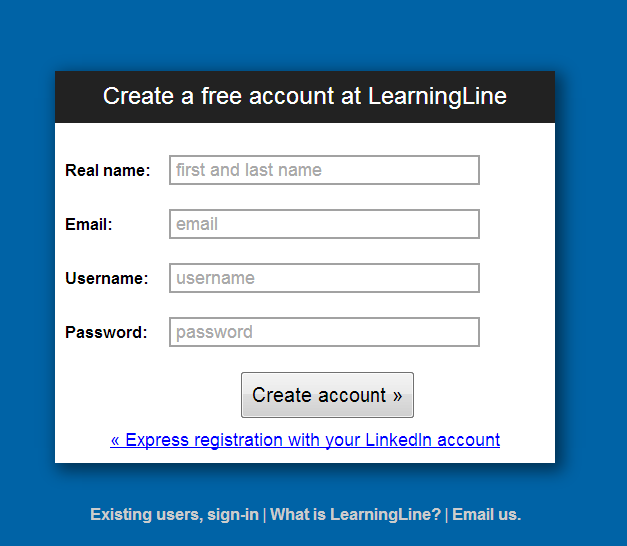 Create a free account at LearningLine
Real name: first and last name
Email: email
Username: username
Password: password
Create account »
« Express registration with your LinkedIn account
Existing users, sign-in | What is LearningLine? | Email us.